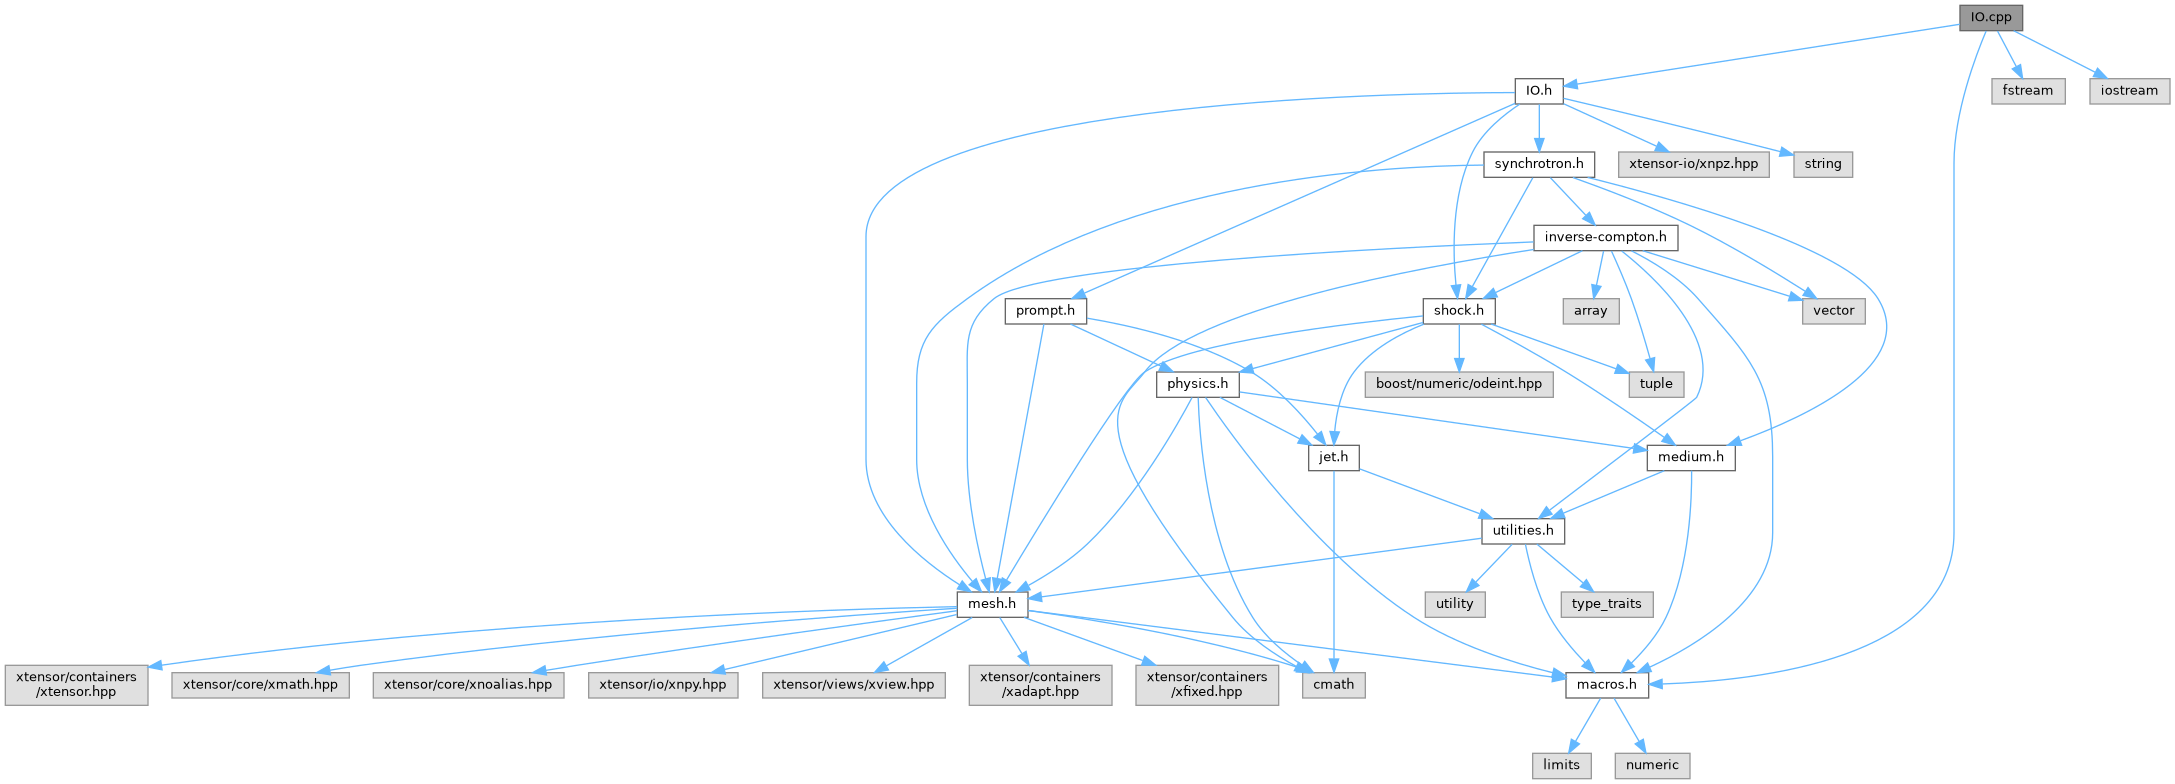 IO.cpp
IO.h
fstream
iostream
synchrotron.h
xtensor-io/xnpz.hpp
string
inverse-compton.h
prompt.h
shock.h
array
vector
physics.h
boost/numeric/odeint.hpp
tuple
jet.h
medium.h
utilities.h
mesh.h
utility
type_traits
xtensor/containers
/xtensor.hpp
xtensor/core/xmath.hpp
xtensor/core/xnoalias.hpp
xtensor/io/xnpy.hpp
xtensor/views/xview.hpp
xtensor/containers
/xadapt.hpp
xtensor/containers
/xfixed.hpp
cmath
macros.h
limits
numeric